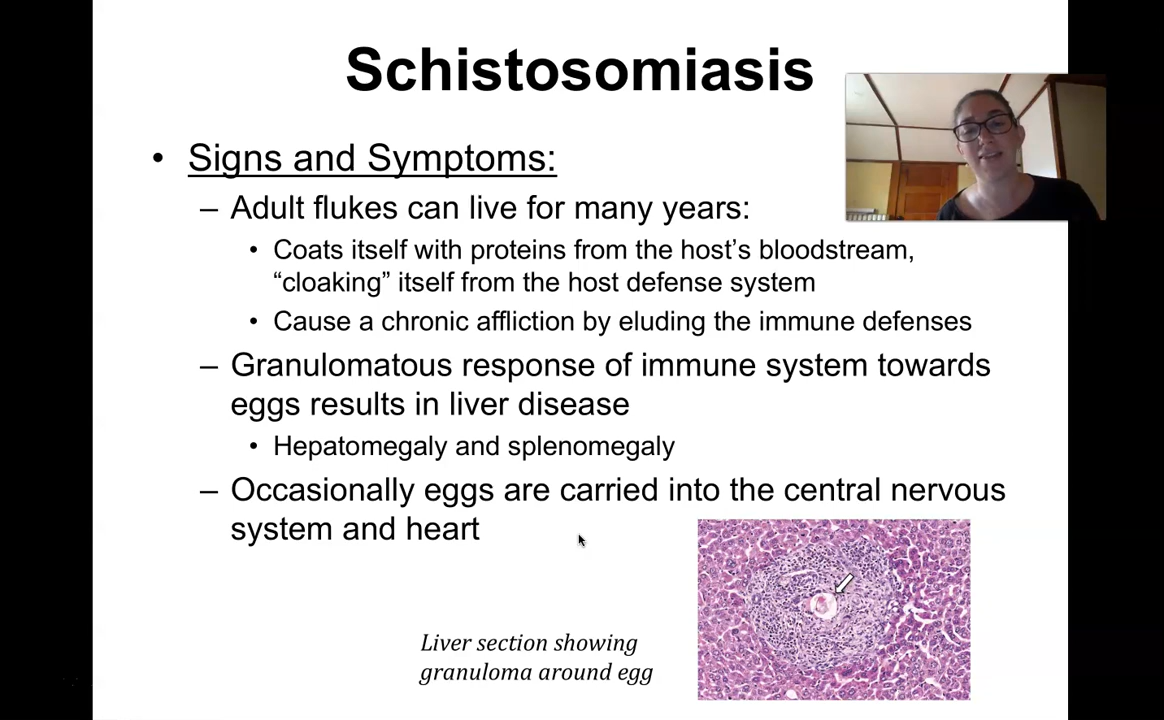 Schistosomiasis
• Signs and Symptoms:
– Adult flukes can live for many years:
• Coats itself with proteins from the host’s bloodstream,
“cloaking” itself from the host defense system
• Cause a chronic affliction by eluding the immune defenses
– Granulomatous response of immune system towards
eggs results in liver disease
• Hepatomegaly and splenomegaly
– Occasionally eggs are carried into the central nervous
system and heart
Liver section showing
granuloma around egg